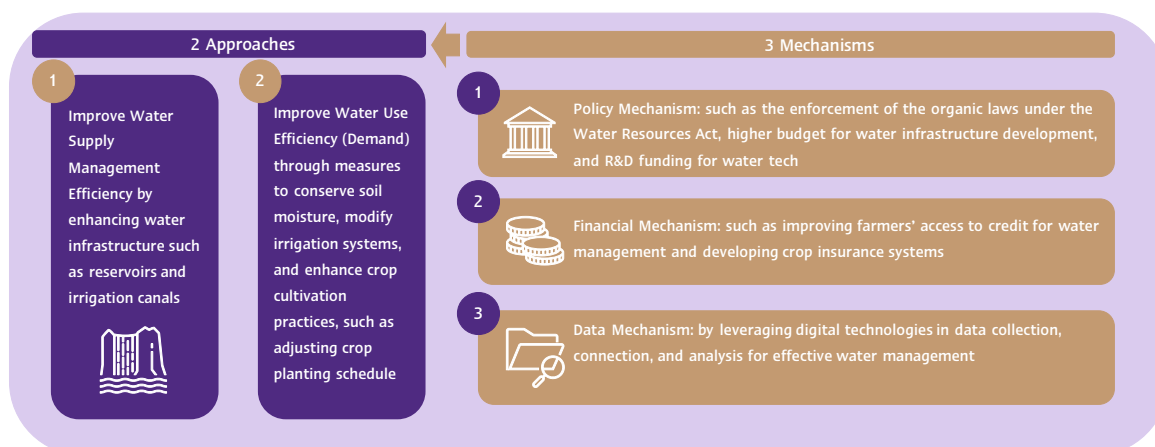 2 Approaches
1
Improve Water
Supply
Management
Efficiency by
enhancing water
infrastructure such
as reservoirs and
irrigation canals
2
Improve Water Use
Efficiency (Demand)
through measures
to conserve soil
moisture, modify
irrigation systems,
and enhance crop
cultivation
practices, such as
adjusting crop
planting schedule
3 Mechanisms
1
Policy Mechanism: such as the enforcement of the organic laws under the
Water Resources Act, higher budget for water infrastructure development,
and R&D funding for water tech
2
Financial Mechanism: such as improving farmers' access to credit for water
management and developing crop insurance systems
3
Data Mechanism: by leveraging digital technologies in data collection,
connection, and analysis for effective water management